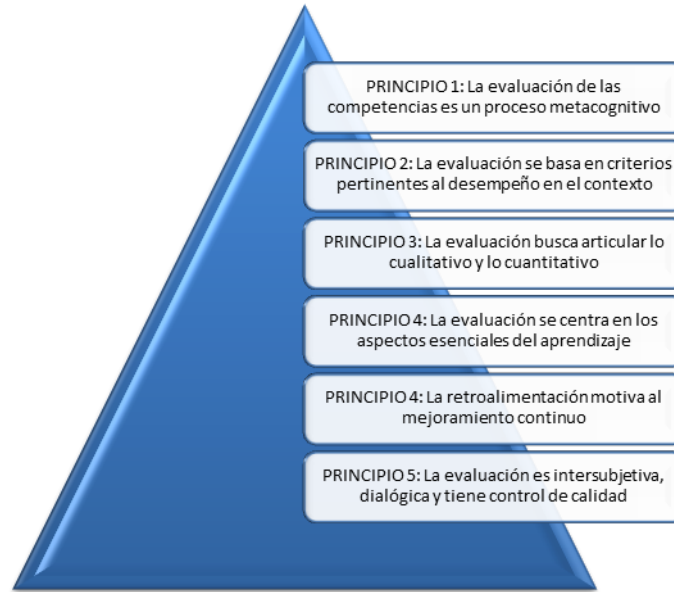 PRINCIPIO 1: La evaluación de las
competencias es un proceso metacognitivo
PRINCIPIO 2: La evaluación se basa en criterios
pertinentes al desempeño en el contexto
PRINCIPIO 3: La evaluación busca articular lo
cualitativo y lo cuantitativo
PRINCIPIO 4: La evaluación se centra en los
aspectos esenciales del aprendizaje
PRINCIPIO 4: La retroalimentación motiva al
mejoramiento continuo
PRINCIPIO 5: La evaluación es intersubjetiva,
dialógica y tiene control de calidad